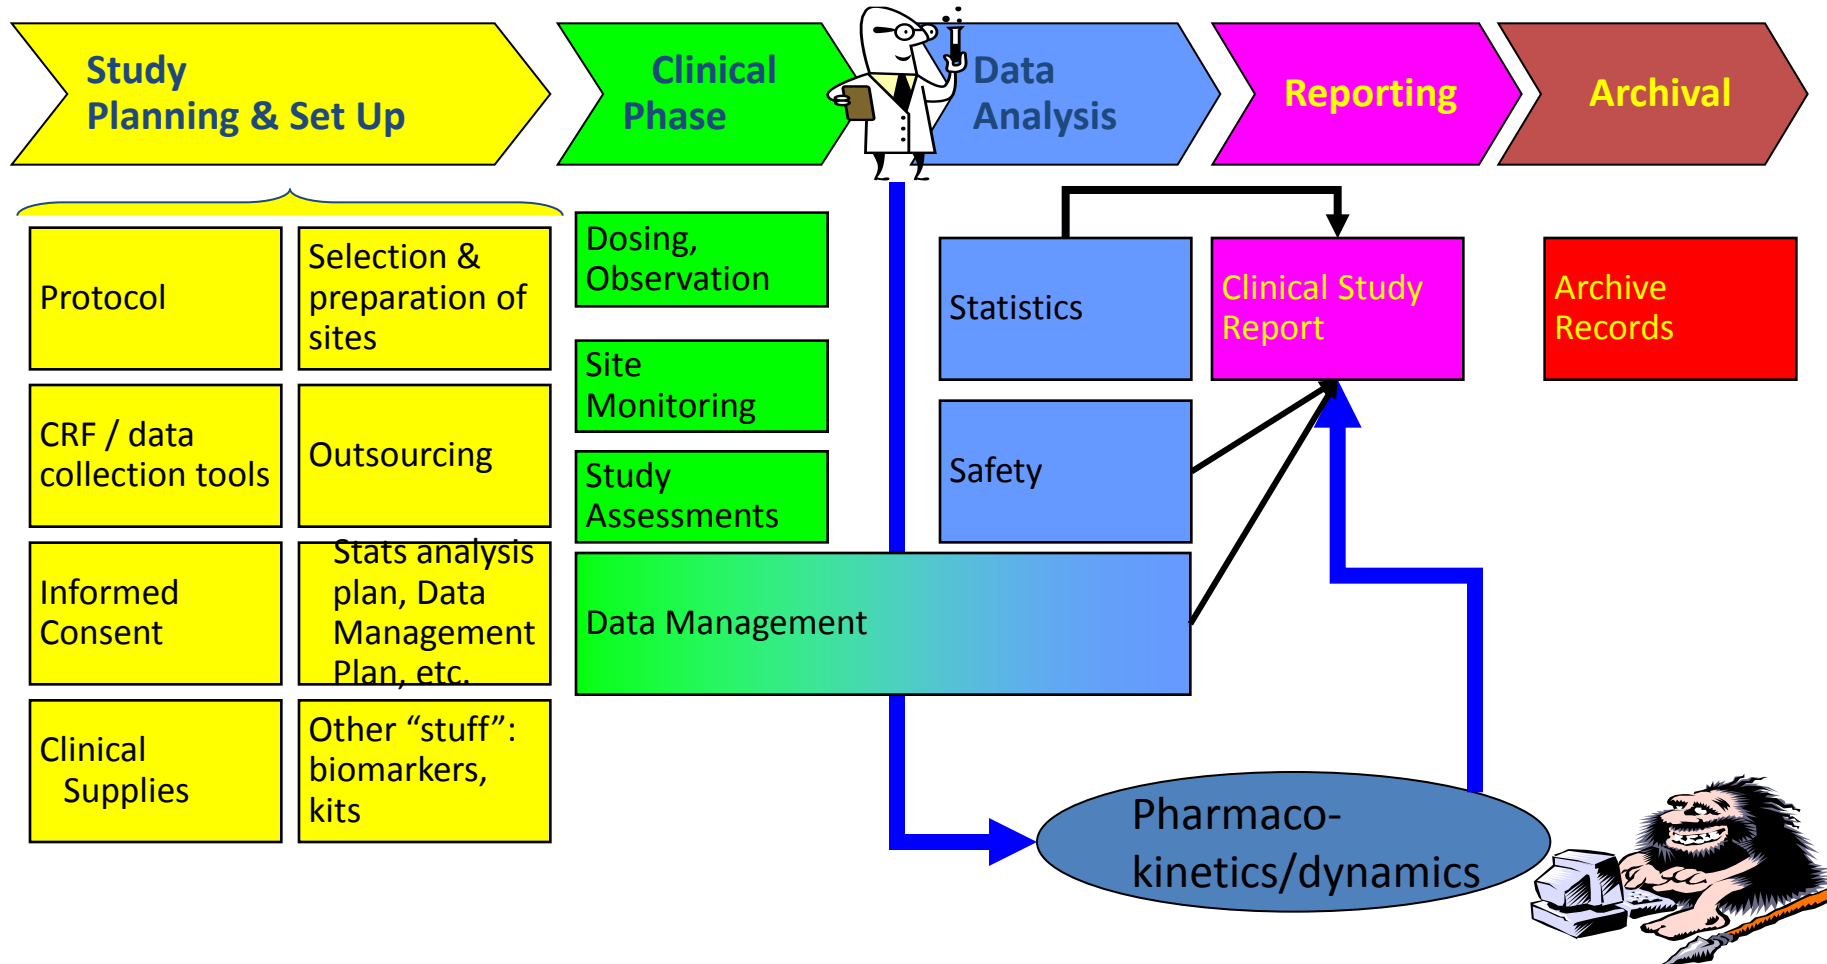 Study
Planning & Set Up
Clinical
Phase
Data
Analysis
Reporting
Archival
Protocol
Selection &
preparation of
sites
CRF / data
collection tools
Outsourcing
Informed
Consent
Stats analysis
plan, Data
Management
Plan, etc.
Clinical
Supplies
Other “stuff”:
biomarkers,
kits
Dosing,
Observation
Site
Monitoring
Study
Assessments
Data Management
Statistics
Safety
Clinical Study
Report
Archive
Records
Pharmaco-
kinetics/dynamics